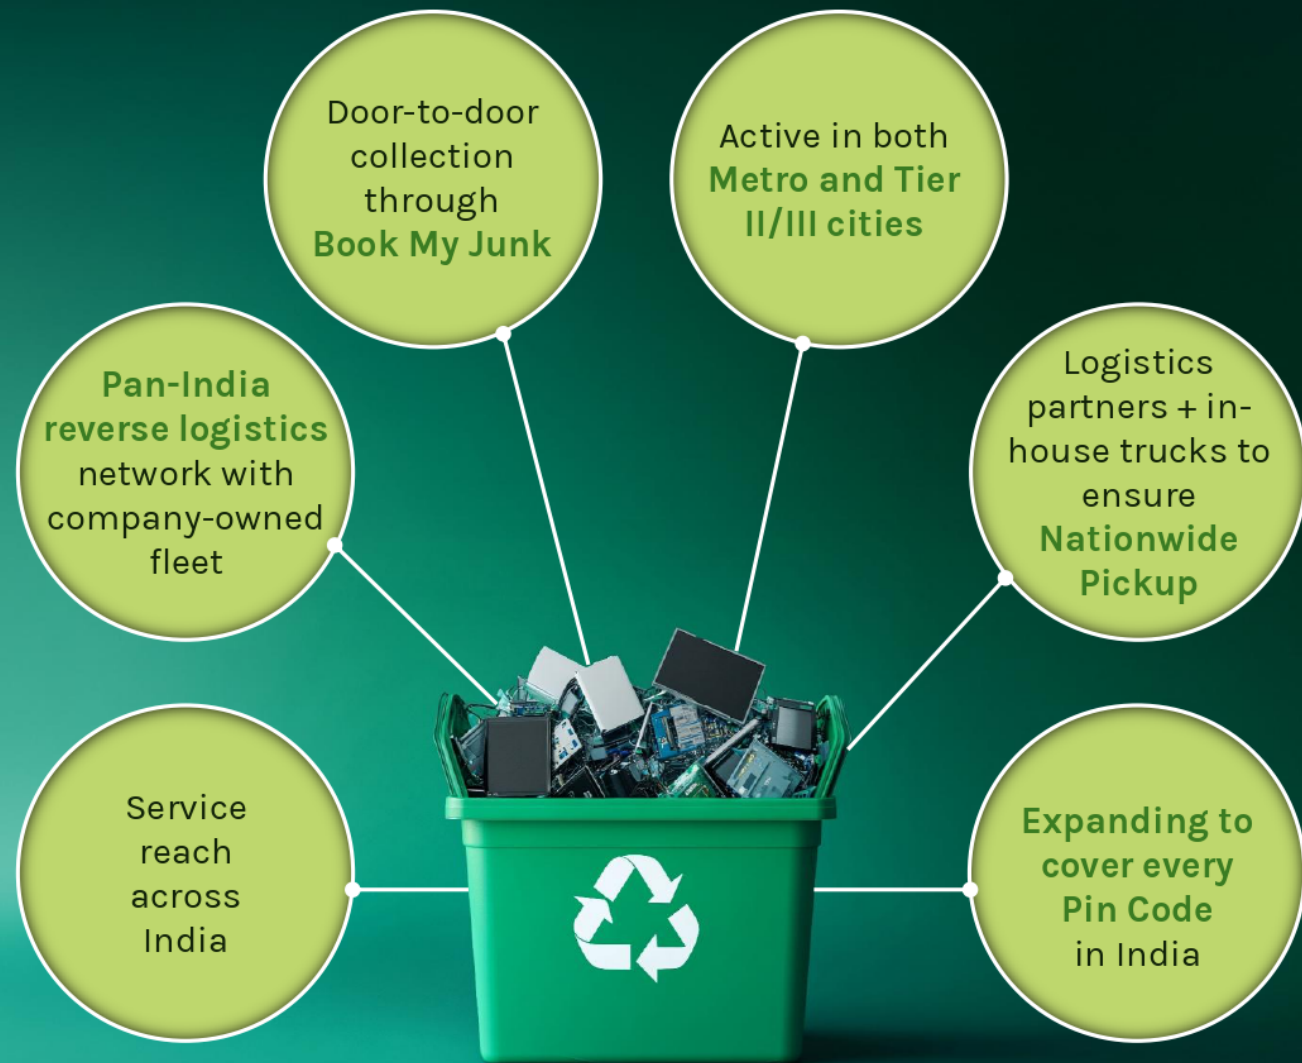 Door-to-door
collection
through
Book My Junk
Active in both
Metro and Tier
II/III cities
Pan-India
reverse logistics
network with
company-owned
fleet
Logistics
partners + in-
house trucks to
ensure
Nationwide
Pickup
Service
reach
across
India
Expanding to
cover every
Pin Code
in India